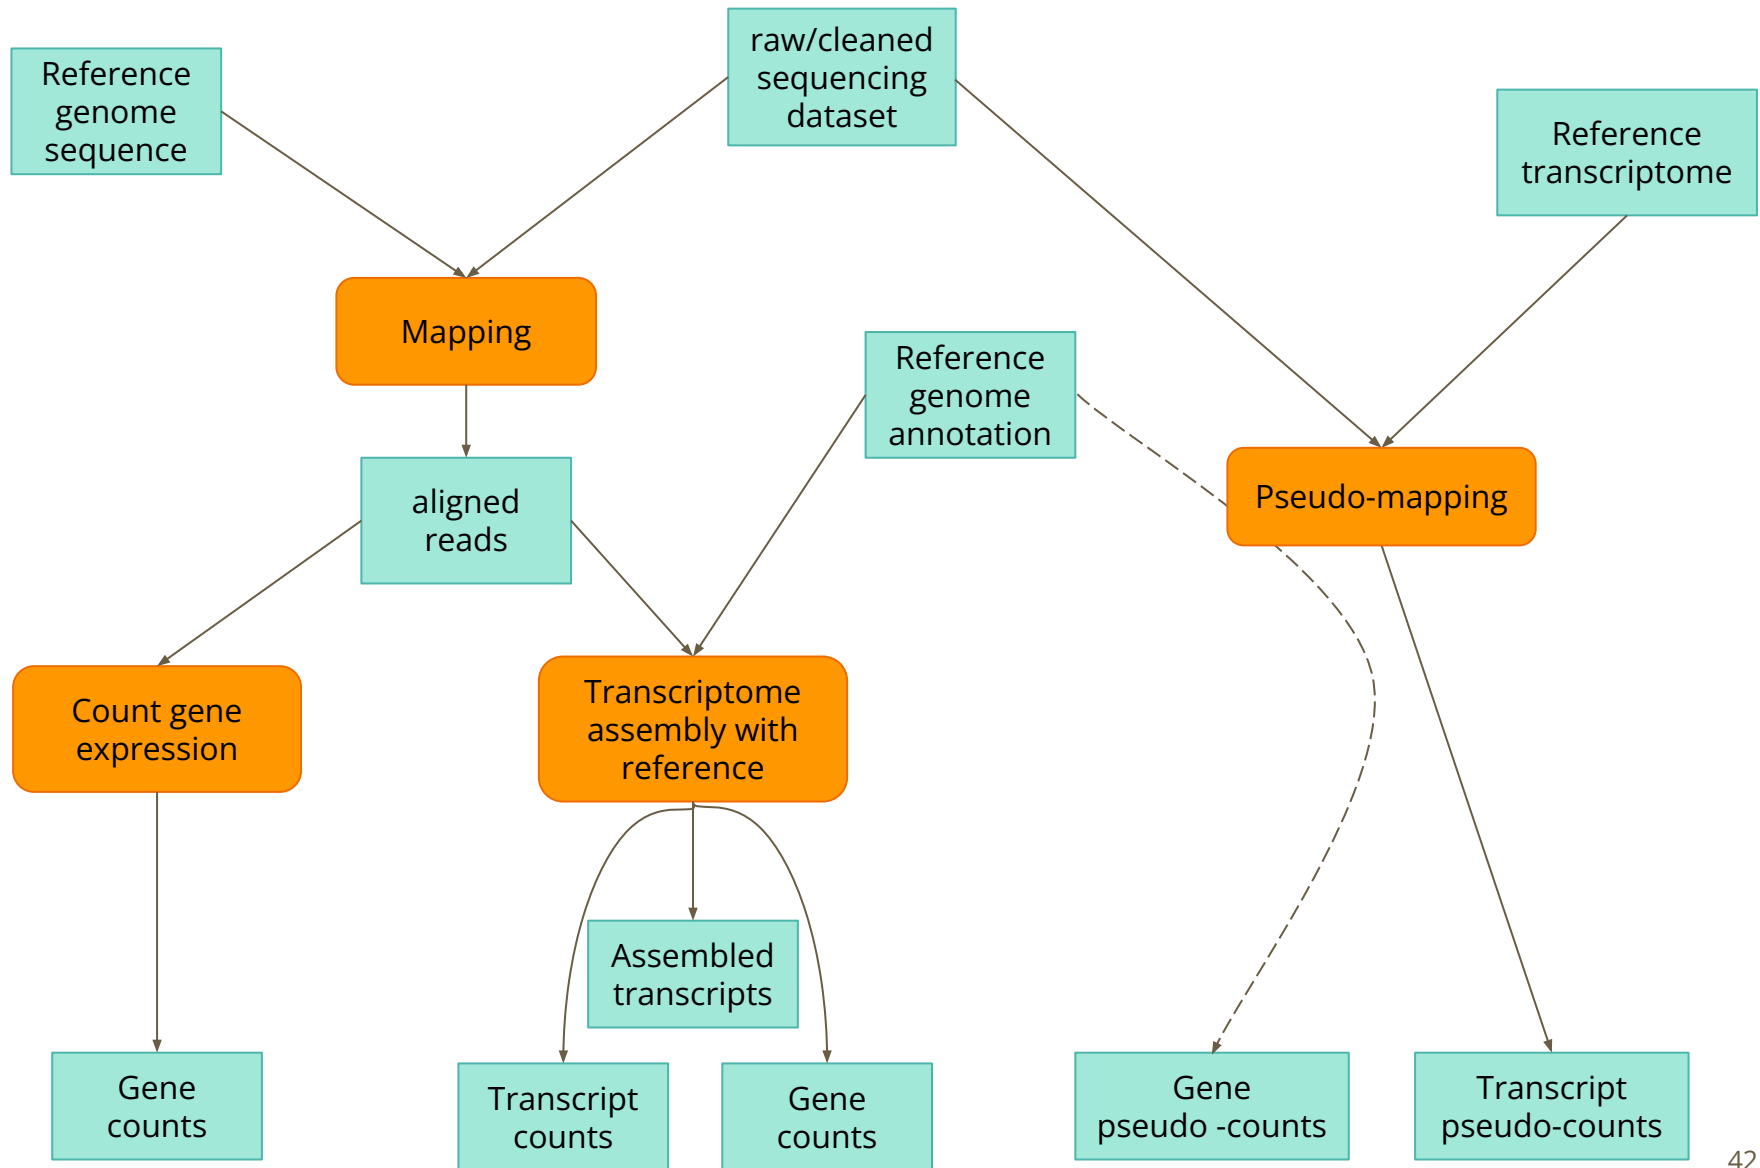 raw/cleaned
sequencing
dataset
Reference
genome
sequence
Reference
transcriptome
Mapping
Reference
genome
annotation
Pseudo-mapping
aligned
reads
Count gene
expression
Transcriptome
assembly with
reference
Assembled
transcripts
Gene
counts
Transcript
counts
Gene
counts
Gene
pseudo -counts
Transcript
pseudo-counts
42